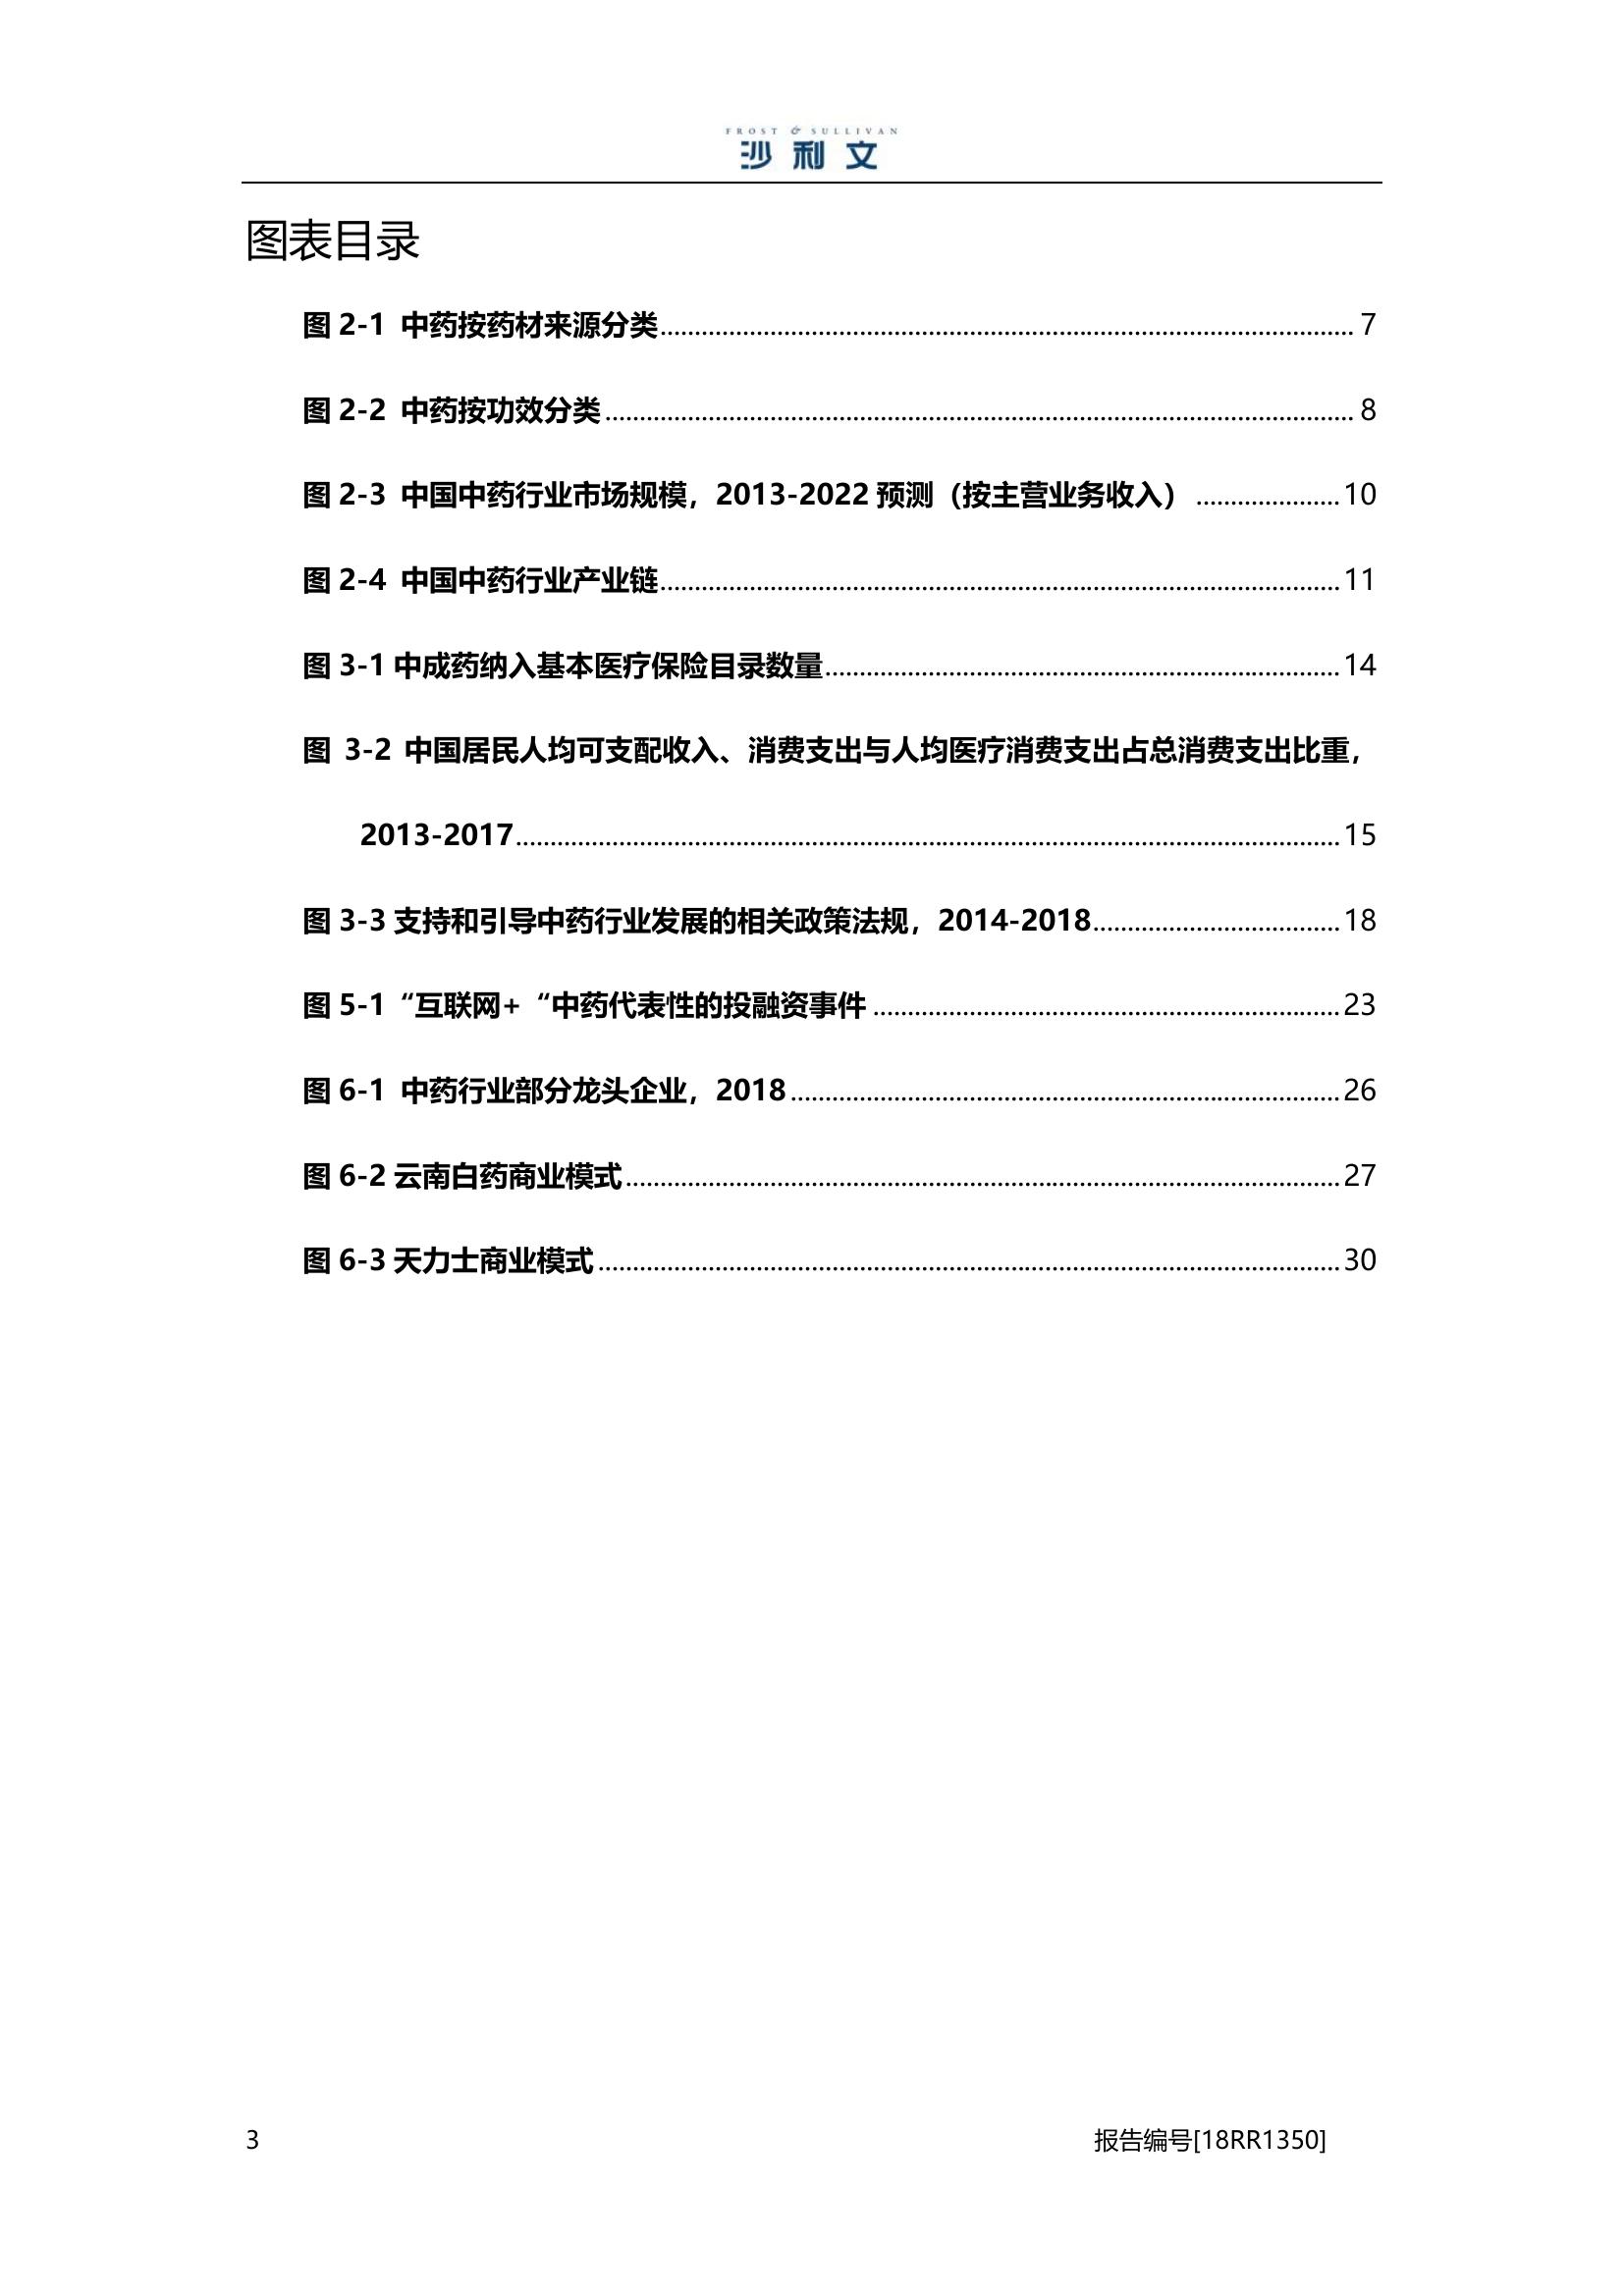 FROST & SULLIVAN
沙利文
图表目录
图 2-1 中药按药材来源分类........ 7
图 2-2 中药按功效分类........ 8
图 2-3 中国中药行业市场规模，2013-2022 预测（按主营业务收入）........ 10
图 2-4 中国中药行业产业链........ 11
图 3-1 中成药纳入基本医疗保险目录数量........ 14
图 3-2 中国居民人均可支配收入、消费支出与人均医疗消费支出占总消费支出比重，
2013-2017........ 15
图 3-3 支持和引导中药行业发展的相关政策法规，2014-2018........ 18
图 5-1 “互联网+ “中药代表性的投融资事件........ 23
图 6-1 中药行业部分龙头企业，2018........ 26
图 6-2 云南白药商业模式........ 27
图 6-3 天力士商业模式........ 30
3 报告编号[18RR1350]